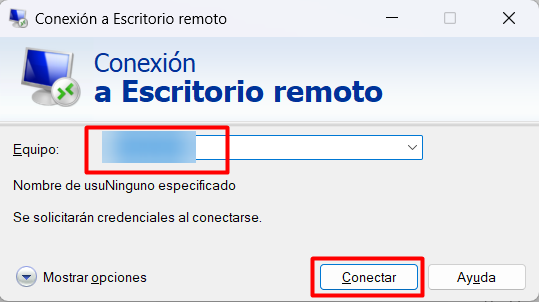 Conexión a Escritorio remoto
Conexión
a Escritorio remoto
Equipo:
Nombre de usuNinguno especificado
Se solicitarán credenciales al conectarse.
Mostrar opciones
Conectar
Ayuda